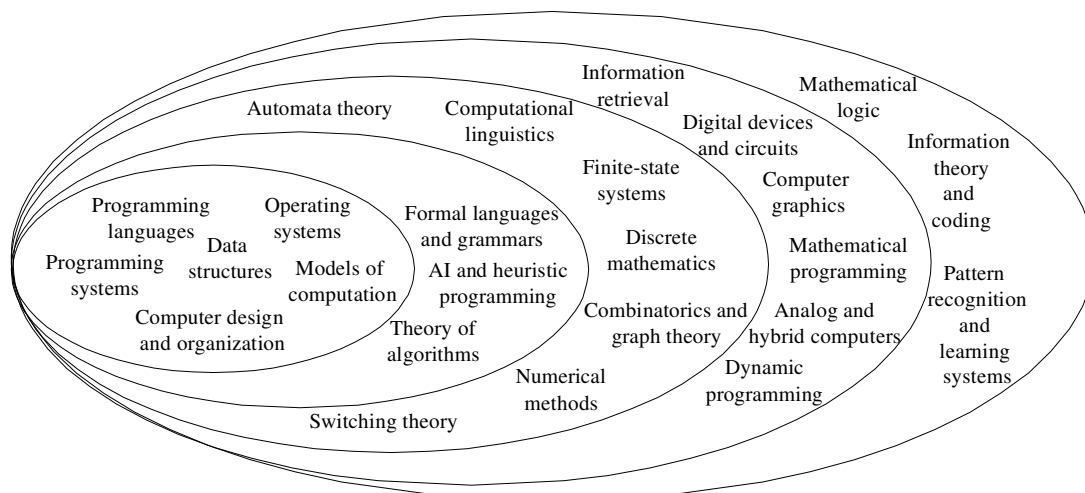 Information
retrieval
Mathematical
logic
Automata theory
Computational
linguistics
Digital devices
and circuits
Information
theory
and
coding
Finite-state
systems
Computer
graphics
Programming
languages
Operating
systems
Formal languages
and grammars
Data
structures
Discrete
mathematics
Mathematical
programming
Programming
systems
Models of
computation
AI and heuristic
programming
Pattern
recognition
and
learning
systems
Computer design
and organization
Theory of
algorithms
Combinatorics and
graph theory
Analog and
hybrid computers
Numerical
methods
Dynamic
programming
Switching theory